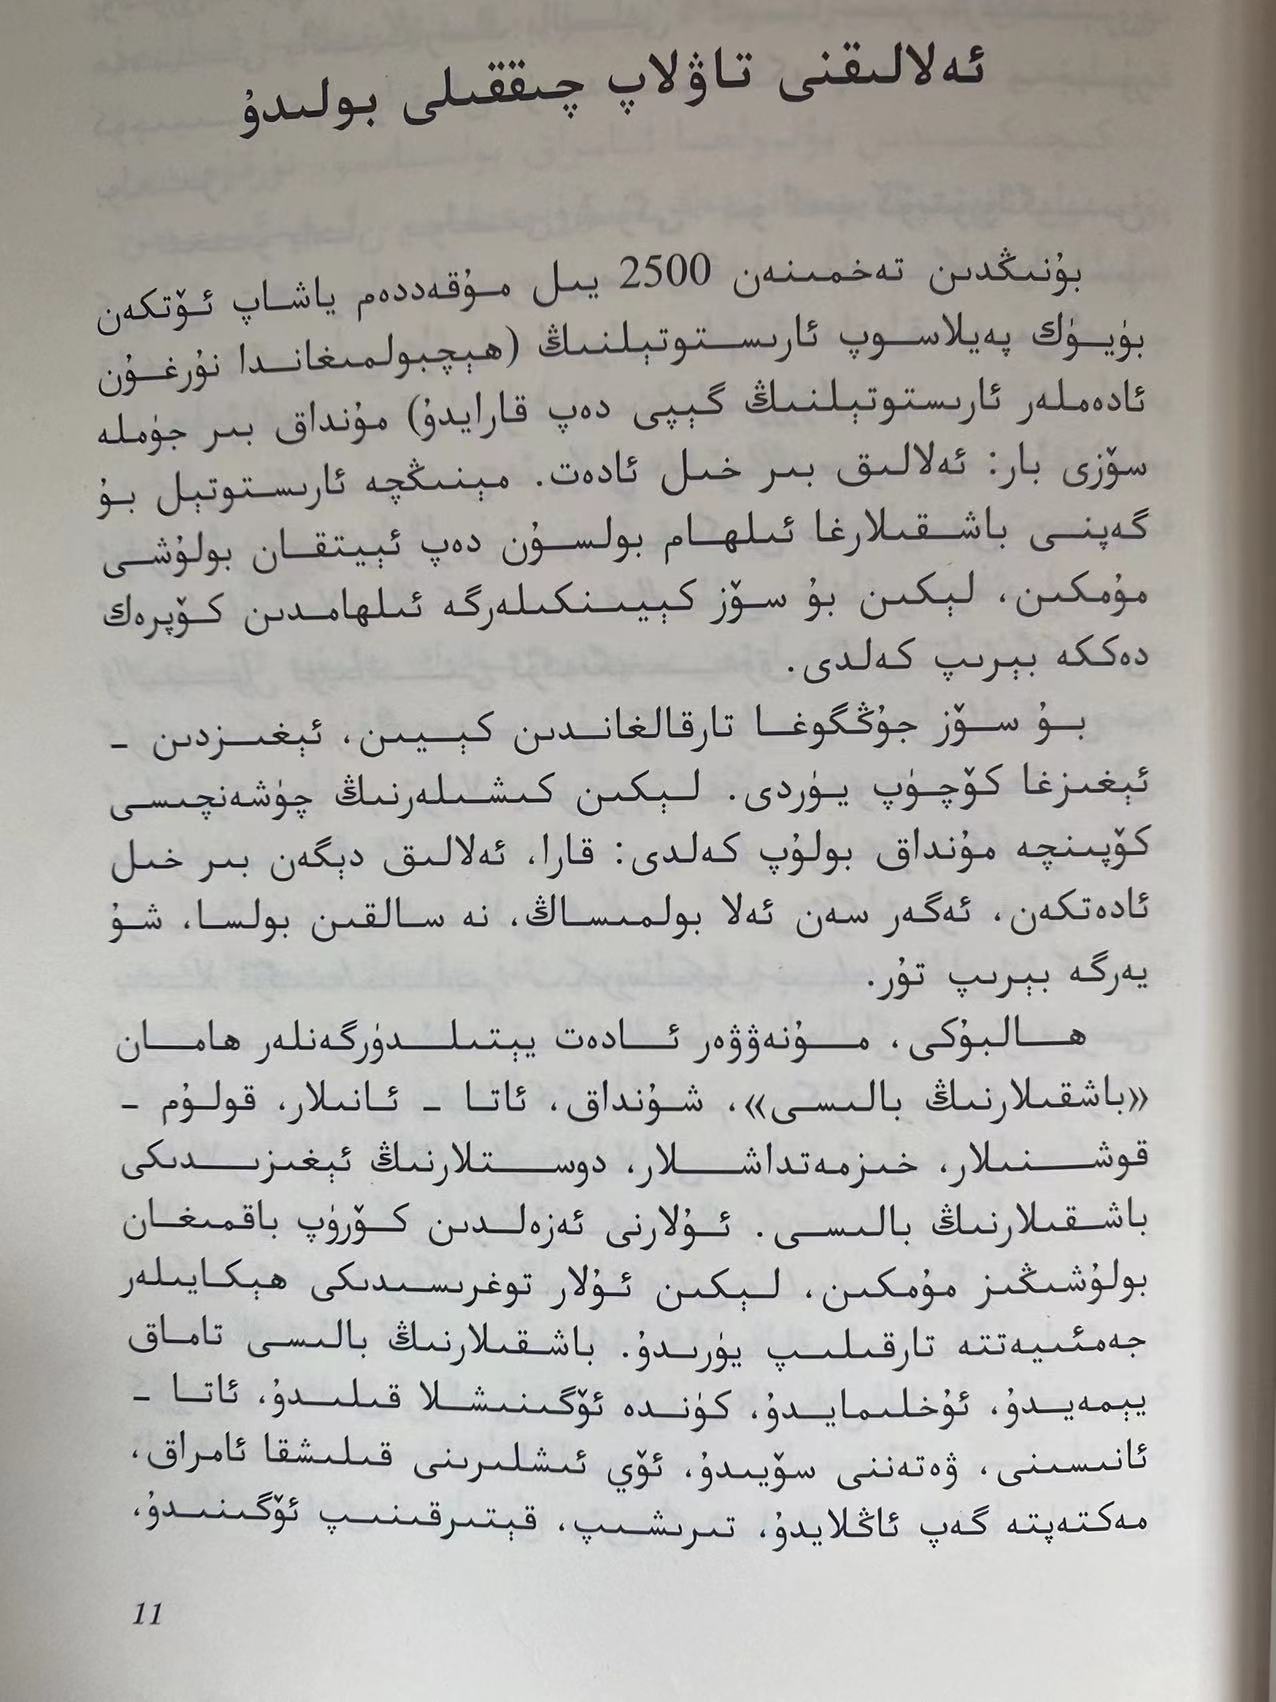 ئەلالىقنى تاۋلاپ چىققىلى بولىدۇ
بۇنىڭدىن تەخمىنەن 2500 يىل مۇقەددەم ياشاپ ئۆتكەن
بۈيۈك پەيلاسوپ ئارىستوتېلنىڭ (ھېچبولمىغاندا نۇرغۇن
ئادەملەر ئارىستوتېلنىڭ گېپى دەپ قارايدۇ) مۇنداق بىر جۈملە
سۆزى بار: ئەلالىق بىر خىل ئادەت. مېنىڭچە ئارىستوتېل بۇ
گەپنى باشقىلارغا ئىلھام بولسۇن دەپ ئېيتقان بولۇشى
مۇمكىن، لېكىن بۇ سۆز كېيىنكىلەرگە ئىلھامدىن كۆپرەك
دەككە بېرىپ كەلدى.
بۇ سۆز جۇڭگوغا تارقالغاندىن كېيىن، ئېغىزدىن -
ئېغىزغا كۆچۈپ يۈردى. لېكىن كىشىلەرنىڭ چۈشەنچىسى
كۆپىنچە مۇنداق بولۇپ كەلدى: قارا، ئەلالىق دېگەن بىر خىل
ئادەتكەن، ئەگەر سەن ئەلا بولمىساڭ، نە سالقىن بولسا، شۇ
يەرگە بېرىپ تۇر.
ھالبۇكى، مۇنەۋۋەر ئادەت يېتىلدۈرگەنلەر ھامان
«باشقىلارنىڭ بالىسى»، شۇنداق، ئاتا - ئانىلار، قولۇم -
قوشنىلار، خىزمەتداشلار، دوستلارنىڭ ئېغىزىدىكى
باشقىلارنىڭ بالىسى. ئۇلارنى ئەزەلدىن كۆرۈپ باقمىغان
بولۇشىڭىز مۇمكىن، لېكىن ئۇلار توغرىسىدىكى ھېكايىلەر
جەمئىيەتتە تارقىلىپ يۈرىدۇ. باشقىلارنىڭ بالىسى تاماق
يېمەيدۇ، ئۇخلىمايدۇ، كۈندە ئۆگىنىشلا قىلىدۇ، ئاتا -
ئانىسىنى، ۋەتەننى سۆيىدۇ، ئۆي ئىشلىرىنى قىلىشقا ئامراق،
مەكتەپتە گەپ ئاڭلايدۇ، تىرىشىپ، قېتىرقىنىپ ئۆگىنىدۇ،
11